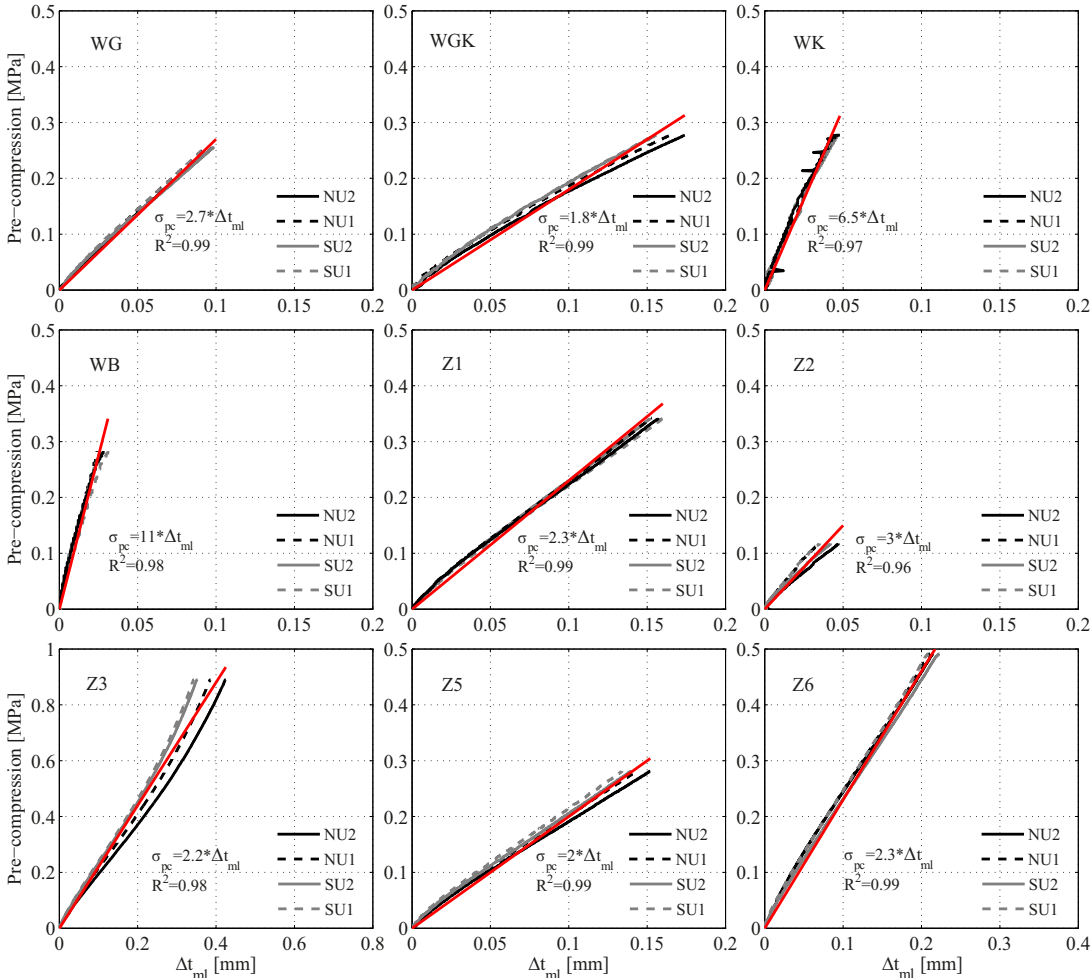 WG
WGK
WK
Pre−compression [MPa]
0.5
0.4
0.3
0.2
0.1
0
NU2
NU1
SU2
SU1
σpc=2.7*Δtml
R²=0.99
0 0.05 0.1 0.15 0.2
0.5
0.4
0.3
0.2
0.1
0
NU2
NU1
SU2
SU1
σpc=1.8*Δtml
R²=0.99
0 0.05 0.1 0.15 0.2
0.5
0.4
0.3
0.2
0.1
0
NU2
NU1
SU2
SU1
σpc=6.5*Δtml
R²=0.97
0 0.05 0.1 0.15 0.2
WB
Z1
Z2
Pre−compression [MPa]
0.5
0.4
0.3
0.2
0.1
0
NU2
NU1
SU2
SU1
σpc=11*Δtml
R²=0.98
0 0.05 0.1 0.15 0.2
0.5
0.4
0.3
0.2
0.1
0
NU2
NU1
SU2
SU1
σpc=2.3*Δtml
R²=0.99
0 0.05 0.1 0.15 0.2
0.5
0.4
0.3
0.2
0.1
0
NU2
NU1
SU2
SU1
σpc=3*Δtml
R²=0.96
0 0.05 0.1 0.15 0.2
Z3
Z5
Z6
Pre−compression [MPa]
1
0.8
0.6
0.4
0.2
0
NU2
NU1
SU2
SU1
σpc=2.2*Δtml
R²=0.98
0 0.2 0.4 0.6 0.8
Δtml [mm]
0.5
0.4
0.3
0.2
0.1
0
NU2
NU1
SU2
SU1
σpc=2*Δtml
R²=0.99
0 0.05 0.1 0.15 0.2
Δtml [mm]
0.5
0.4
0.3
0.2
0.1
0
NU2
NU1
SU2
SU1
σpc=2.3*Δtml
R²=0.99
0 0.1 0.2 0.3 0.4
Δtml [mm]